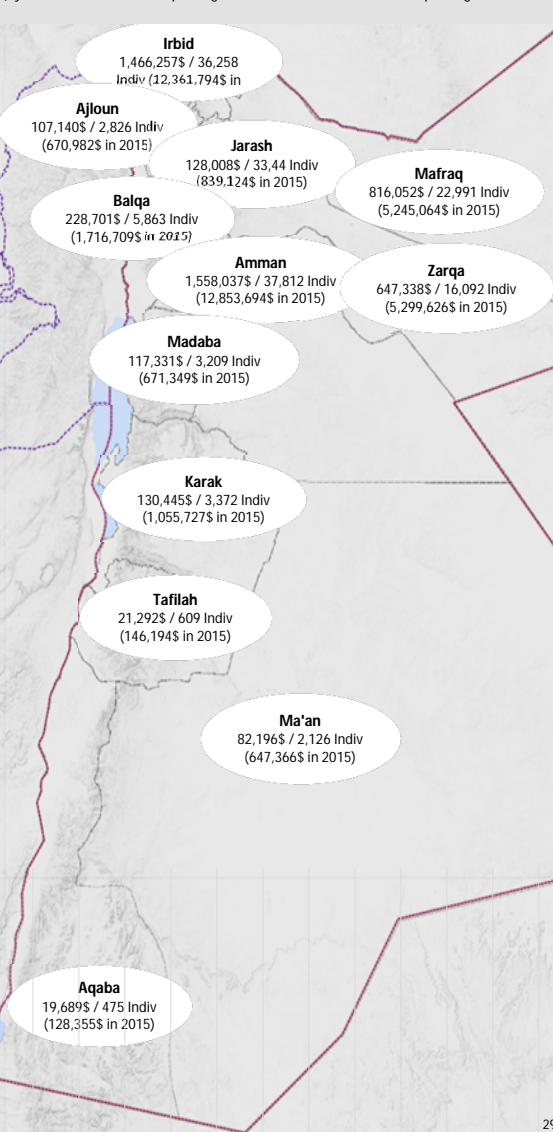 Irbid
1,466,257$ / 36,258
Indiv (12,361,794$ in
Ajloun
107,140$ / 2,826 Indiv
(670,982$ in 2015)
Jarash
128,008$ / 33,44 Indiv
(839,124$ in 2015)
Mafraq
816,052$ / 22,991 Indiv
(5,245,064$ in 2015)
Balqa
228,701$ / 5,863 Indiv
(1,716,709$ in 2015)
Amman
1,558,037$ / 37,812 Indiv
(12,853,694$ in 2015)
Zarqa
647,338$ / 16,092 Indiv
(5,299,626$ in 2015)
Madaba
117,331$ / 3,209 Indiv
(671,349$ in 2015)
Karak
130,445$ / 3,372 Indiv
(1,055,727$ in 2015)
Tafilah
21,292$ / 609 Indiv
(146,194$ in 2015)
Ma'an
82,196$ / 2,126 Indiv
(647,366$ in 2015)
Aqaba
19,689$ / 475 Indiv
(128,355$ in 2015)
29